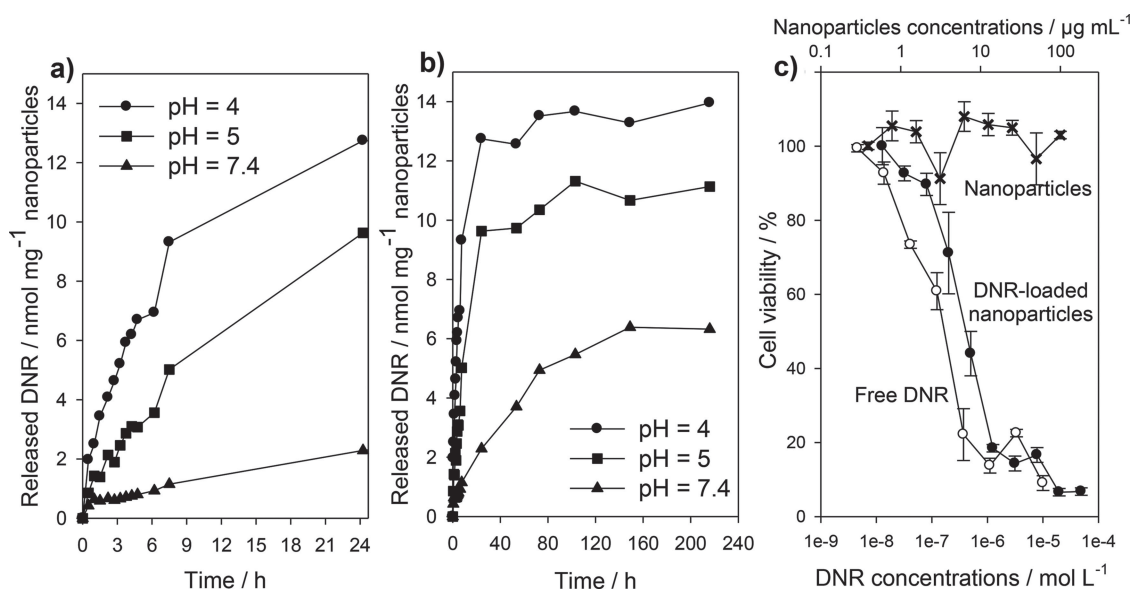 a)
Released DNR / nmol mg⁻¹ nanoparticles
14
12
10
8
6
4
2
0
pH = 4
pH = 5
pH = 7.4
0 3 6 9 12 15 18 21 24
Time / h
b)
Released DNR / nmol mg⁻¹ nanoparticles
14
12
10
8
6
4
2
0
pH = 4
pH = 5
pH = 7.4
0 40 80 120 160 200 240
Time / h
Nanoparticles concentrations / µg mL⁻¹
0.1 1 10 100
c)
Cell viability / %
100
80
60
40
20
0
Nanoparticles
DNR-loaded
nanoparticles
Free DNR
1e-9 1e-8 1e-7 1e-6 1e-5 1e-4
DNR concentrations / mol L⁻¹